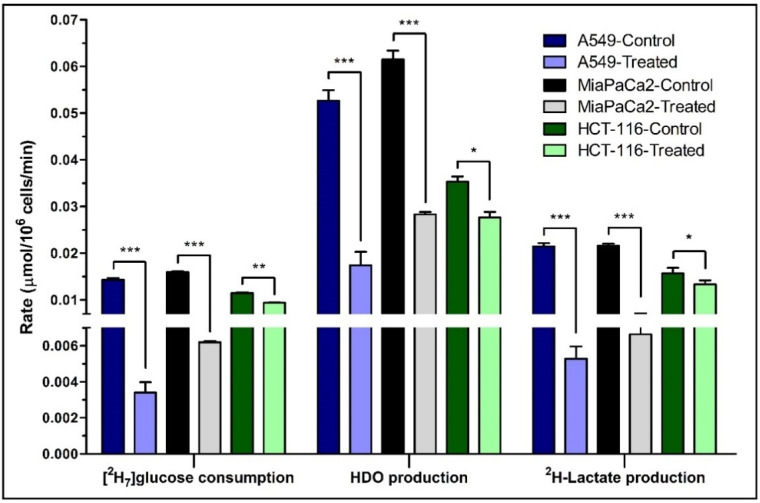 0.07
0.06
0.05
0.04
0.03
0.02
0.01
0.006
0.004
0.002
0.000
Rate (μmol/10⁶ cells/min)
A549-Control
A549-Treated
MiaPaCa2-Control
MiaPaCa2-Treated
HCT-116-Control
HCT-116-Treated
*** *** **
*** *** *
*** *** *
[²H₇]glucose consumption
HDO production
²H-Lactate production